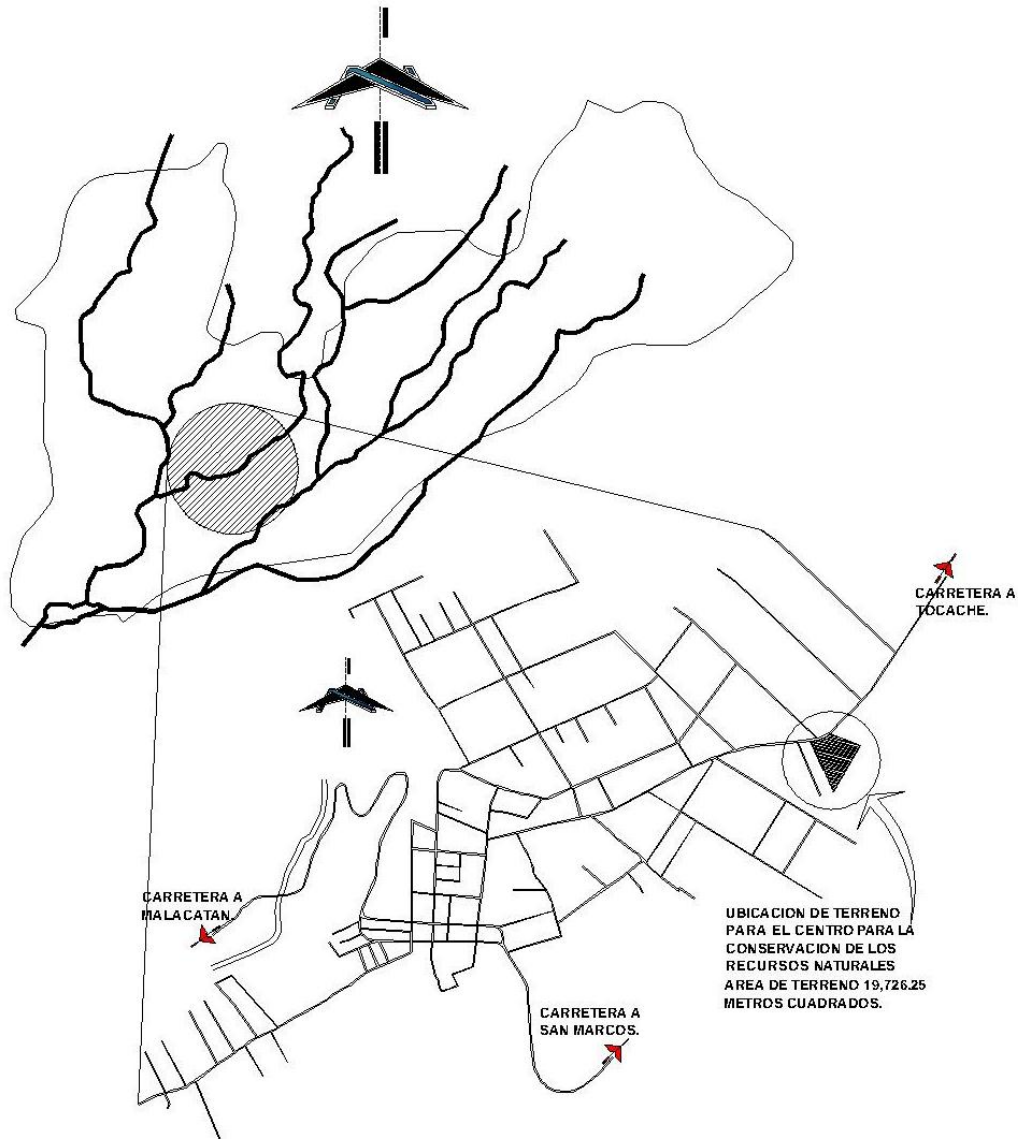 CARRETERA A
TOCACHE.
CARRETERA A
MALACATAN.
UBICACION DE TERRENO
PARA EL CENTRO PARA LA
CONSERVACION DE LOS
RECURSOS NATURALES
AREA DE TERRENO 19,726.25
METROS CUADRADOS.
CARRETERA A
SAN MARCOS.